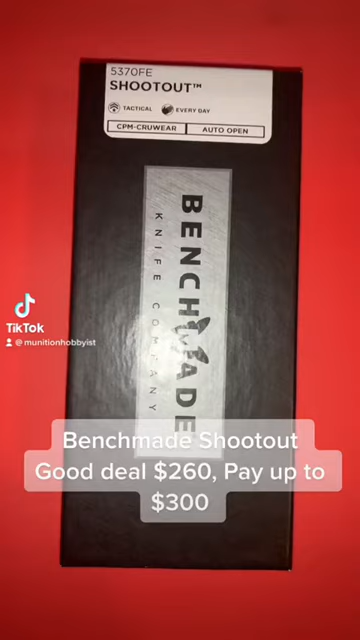 5370FE
SHOOTOUT™
TACTICAL
EVERY DAY
CPM-CRUWEAR
AUTO OPEN
BENCHMADE
KNIFE COMPANY
TikTok
@munitionhobbyist
Benchmade Shootout
Good deal $260, Pay up to
$300